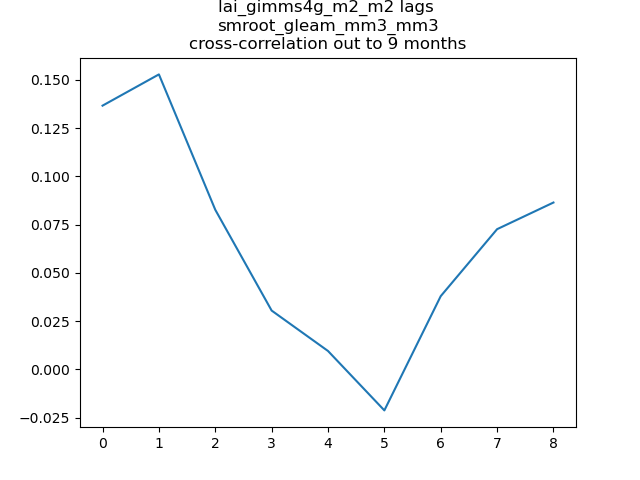 lai_gimms4g_m2_m2 lags
smroot_gleam_mm3_mm3
cross-correlation out to 9 months
0.150
0.125
0.100
0.075
0.050
0.025
0.000
−0.025
0 1 2 3 4 5 6 7 8